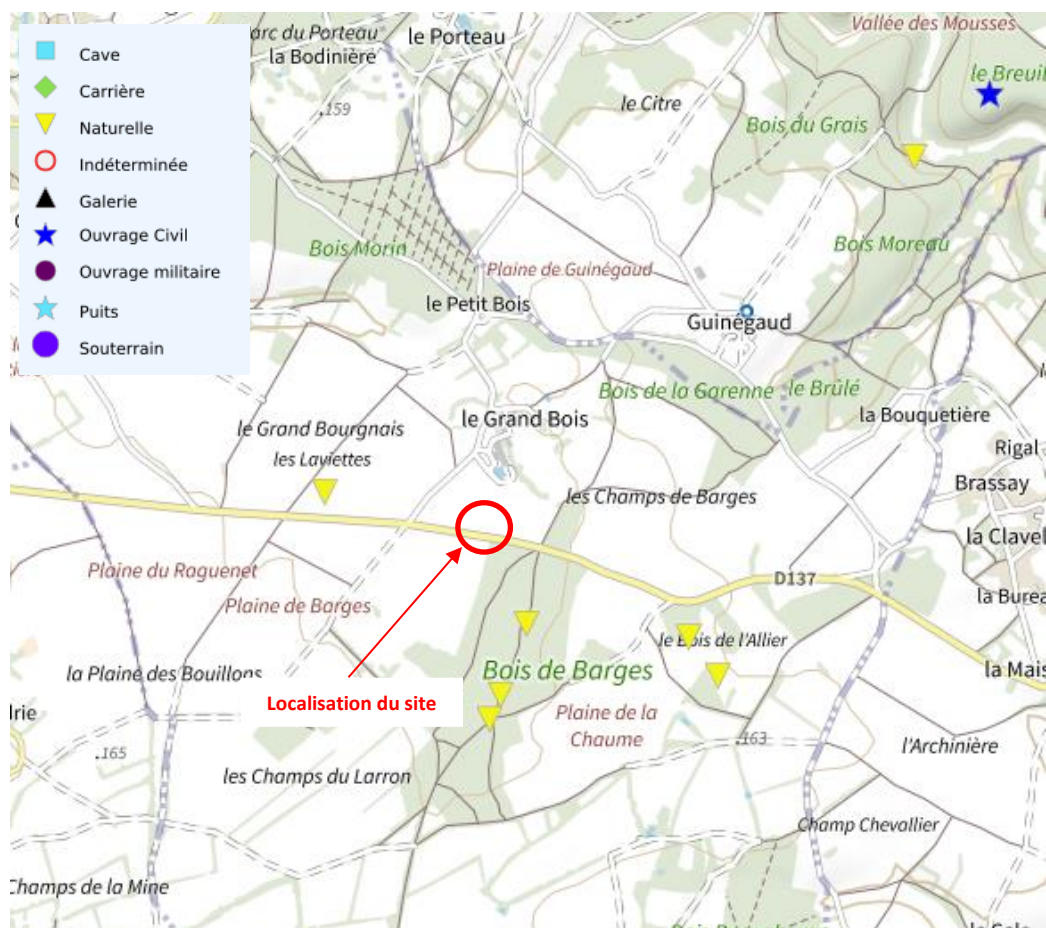 Cave
Carrière
Naturelle
Indéterminée
Galerie
Ouvrage Civil
Ouvrage militaire
Puits
Souterrain
arc du Porteau
la Bodinière
le Porteau
Vallée des Mousses
le Breuil
.159
le Citre
Bois du Grais
Bois Morin
Plaine de Guinégaud
Bois Moreau
le Petit Bois
Guinégaud
Bois de la Garenne
le Brûlé
le Grand Bois
la Bouquetière
le Grand Bourgnais
les Laviettes
Rigal
Brassay
les Champs de Barges
la Clavel
Plaine du Raguenet
D137
Plaine de Barges
la Burea
le Bois de l'Allier
la Plaine des Bouillons
Bois de Barges
la Mais
Localisation du site
drie
Plaine de la
Chaume
.165
.163
l'Archinière
les Champs du Larron
Champ Chevallier
Champs de la Mine